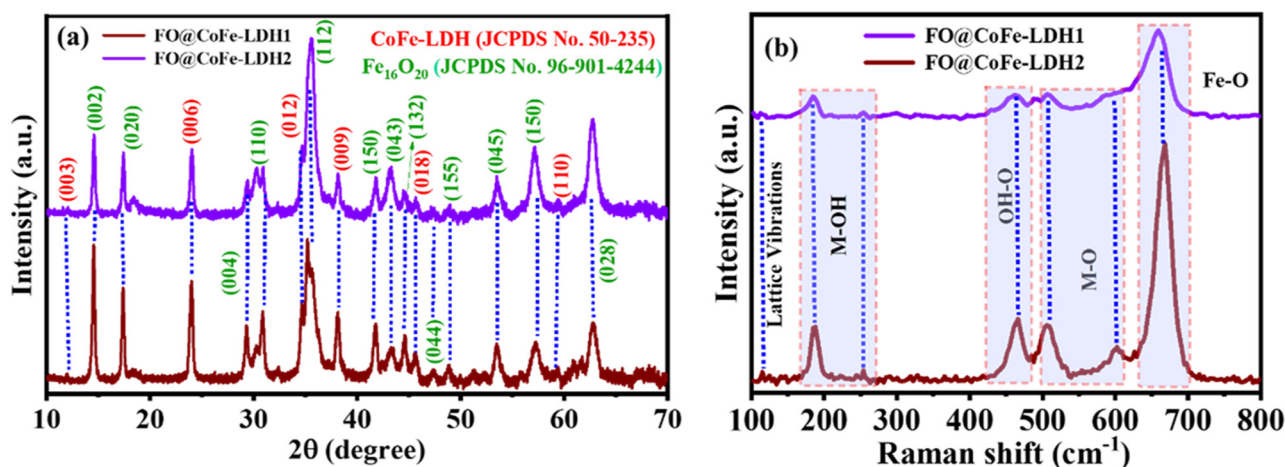 (a)
FO@CoFe-LDH1
FO@CoFe-LDH2
(112)
CoFe-LDH (JCPDS No. 50-235)
Fe₁₆O₂₀ (JCPDS No. 96-901-4244)
(003)
(002)
(020)
(006)
(110)
(012)
(009)
(150)
(043)
(132)
(018)
(155)
(045)
(150)
(110)
(004)
(044)
(028)
Intensity (a.u.)
10
20
30
40
50
60
70
2θ (degree)
(b)
FO@CoFe-LDH1
FO@CoFe-LDH2
Fe-O
Lattice Vibrations
M-OH
OH-O
M-O
Intensity (a.u.)
100
200
300
400
500
600
700
800
Raman shift (cm⁻¹)